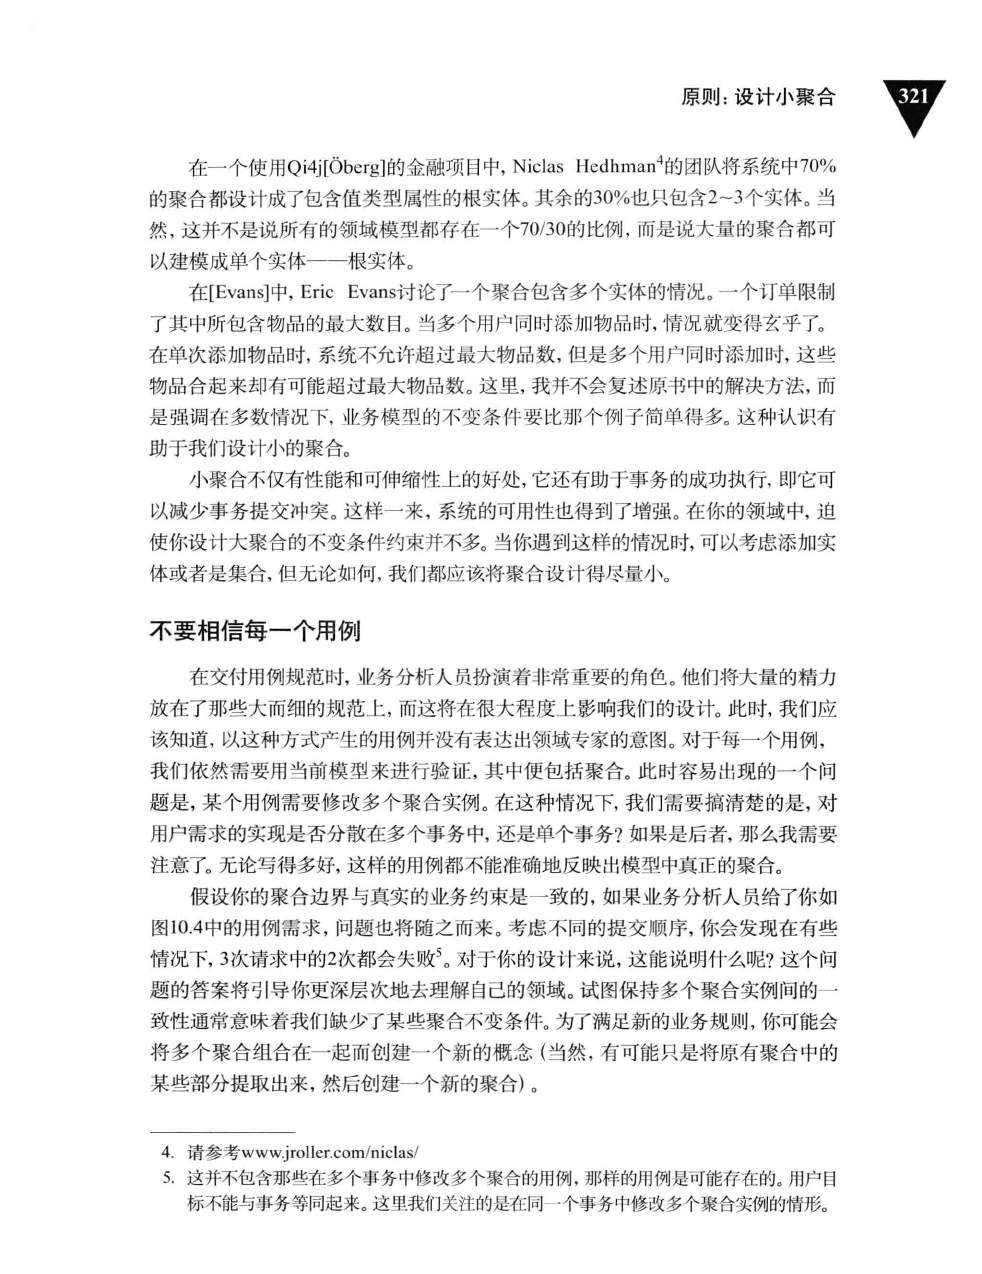 原则：设计小聚合
321
在一个使用Qi4j[Öberg]的金融项目中，Niclas Hedhman4的团队将系统中70%
的聚合都设计成了包含值类型属性的根实体。其余的30%也只包含2~3个实体。当
然，这并不是说所有的领域模型都存在一个70/30的比例，而是说大量的聚合都可
以建模成单个实体——根实体。
在[Evans]中，Eric Evans讨论了一个聚合包含多个实体的情况。一个订单限制
了其中所包含物品的最大数目。当多个用户同时添加物品时，情况就变得玄乎了。
在单次添加物品时，系统不允许超过最大物品数，但是多个用户同时添加时，这些
物品合起来却有可能超过最大物品数。这里，我并不会复述原书中的解决方法，而
是强调在多数情况下，业务模型的不变条件要比那个例子简单得多。这种认识有
助于我们设计小的聚合。
小聚合不仅有性能和可伸缩性上的好处，它还有助于事务的成功执行，即它可
以减少事务提交冲突。这样一来，系统的可用性也得到了增强。在你的领域中，迫
使你设计大聚合的不变条件约束并不多。当你遇到这样的情况时，可以考虑添加实
体或者是集合，但无论如何，我们都应该将聚合设计得尽量小。
不要相信每一个用例
在交付用例规范时，业务分析人员扮演着非常重要的角色。他们将大量的精力
放在了那些大而细的规范上，而这将在很大程度上影响我们的设计。此时，我们应
该知道，以这种方式产生的用例并没有表达出领域专家的意图。对于每一个用例，
我们依然需要用当前模型来进行验证，其中便包括聚合。此时容易出现的一个问
题是，某个用例需要修改多个聚合实例。在这种情况下，我们需要搞清楚的是，对
用户需求的实现是否分散在多个事务中，还是单个事务？如果是后者，那么我需要
注意了。无论写得多好，这样的用例都不能准确地反映出模型中真正的聚合。
假设你的聚合边界与真实的业务约束是一致的，如果业务分析人员给了你如
图10.4中的用例需求，问题也将随之而来。考虑不同的提交顺序，你会发现在有些
情况下，3次请求中的2次都会失败5。对于你的设计来说，这能说明什么呢？这个问
题的答案将引导你更深层次地去理解自己的领域。试图保持多个聚合实例间的一
致性通常意味着我们缺少了某些聚合不变条件。为了满足新的业务规则，你可能会
将多个聚合组合在一起而创建一个新的概念（当然，有可能只是将原有聚合中的
某些部分提取出来，然后创建一个新的聚合）。
4. 请参考www.jroller.com/niclas/
5. 这并不包含那些在多个事务中修改多个聚合的用例，那样的用例是可能存在的。用户目
标不能与事务等同起来。这里我们关注的是在同一个事务中修改多个聚合实例的情形。